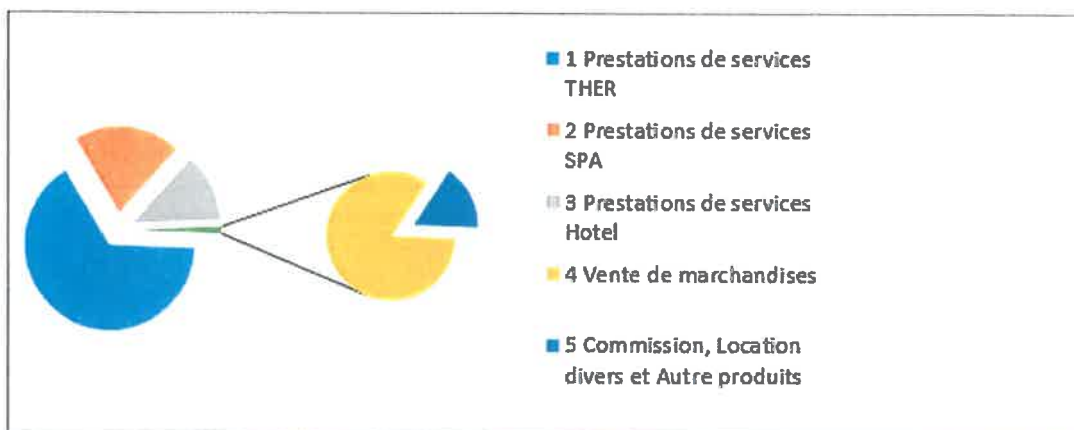 1 Prestations de services
THER
2 Prestations de services
SPA
3 Prestations de services
Hotel
4 Vente de marchandises
5 Commission, Location
divers et Autre produits